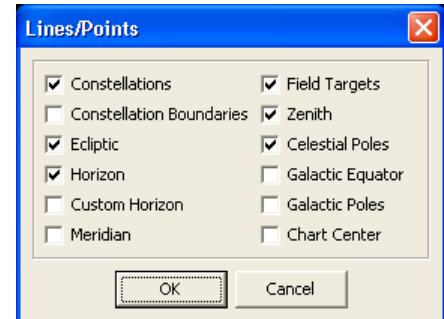 Lines/Points
Constellations
Constellation Boundaries
Ecliptic
Horizon
Custom Horizon
Meridian
Field Targets
Zenith
Celestial Poles
Galactic Equator
Galactic Poles
Chart Center
OK
Cancel